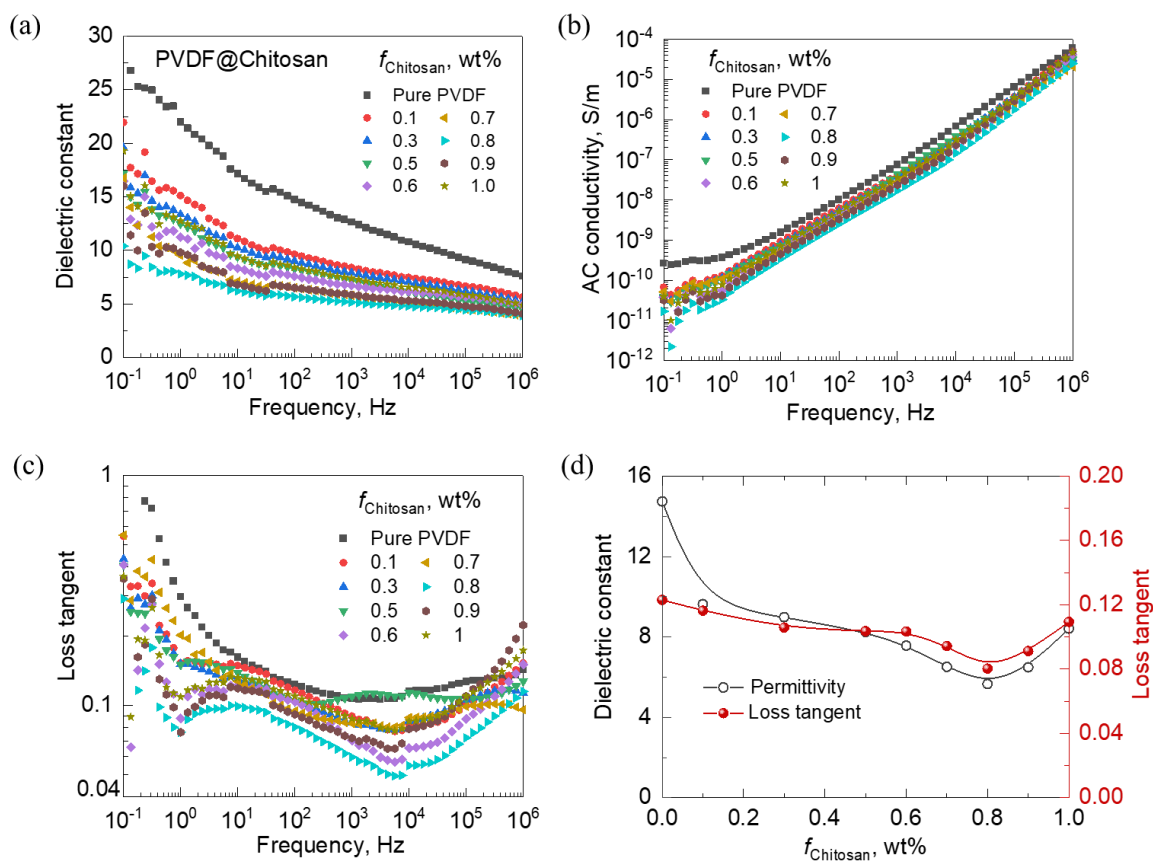 (a)
30
25
20
15
10
5
0
Dielectric constant
PVDF@Chitosan
fChitosan, wt%
Pure PVDF
0.1 0.7
0.3 0.8
0.5 0.9
0.6 1.0
10-1 100 101 102 103 104 105 106
Frequency, Hz
(b)
10-4
10-5
10-6
10-7
10-8
10-9
10-10
10-11
10-12
AC conductivity, S/m
fChitosan, wt%
Pure PVDF
0.1 0.7
0.3 0.8
0.5 0.9
0.6 1
10-1 100 101 102 103 104 105 106
Frequency, Hz
(c)
1
0.1
0.04
Loss tangent
fChitosan, wt%
Pure PVDF
0.1 0.7
0.3 0.8
0.5 0.9
0.6 1
10-1 100 101 102 103 104 105 106
Frequency, Hz
(d)
16
12
8
4
0
Dielectric constant
Permittivity
Loss tangent
0.20
0.16
0.12
0.08
0.04
0.00
Loss tangent
0.0 0.2 0.4 0.6 0.8 1.0
fChitosan, wt%